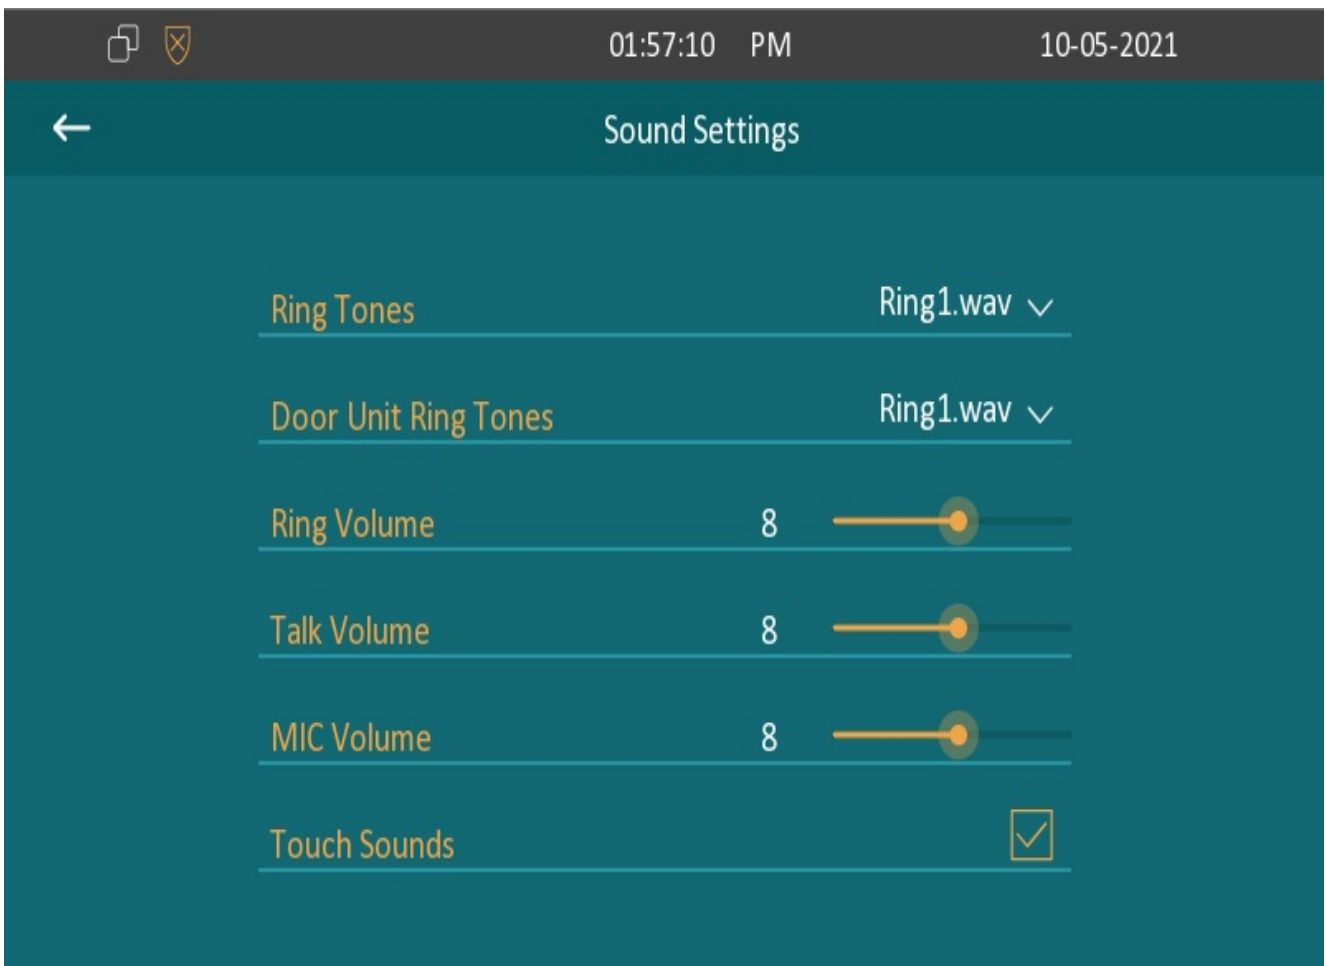 01:57:10 PM 10-05-2021
Sound Settings
Ring Tones Ring1.wav
Door Unit Ring Tones Ring1.wav
Ring Volume 8
Talk Volume 8
MIC Volume 8
Touch Sounds